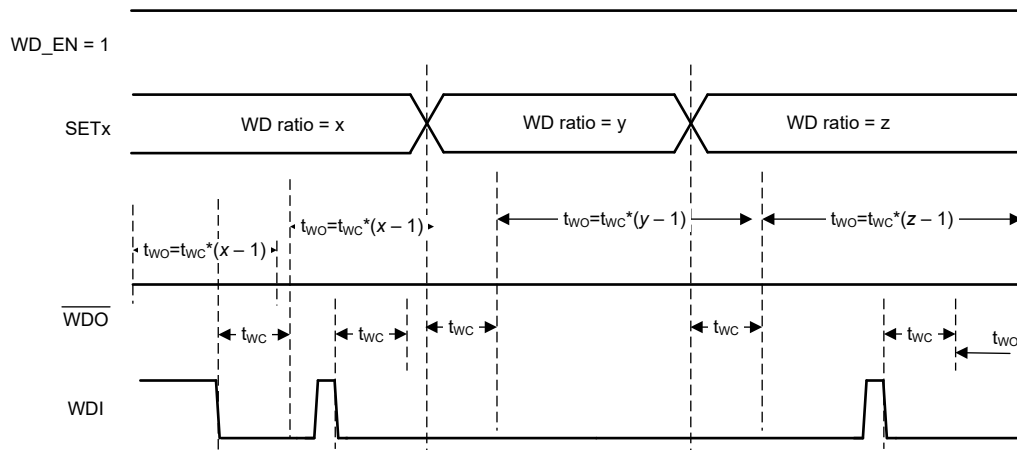 WD_EN = 1
SETx
WD ratio = x
WD ratio = y
WD ratio = z
tWO=tWC*(x – 1)
tWO=tWC*(x – 1)
tWO=tWC*(y – 1)
tWO=tWC*(z – 1)
WDO
tWC
tWC
tWC
tWC
tWC
tWO
WDI